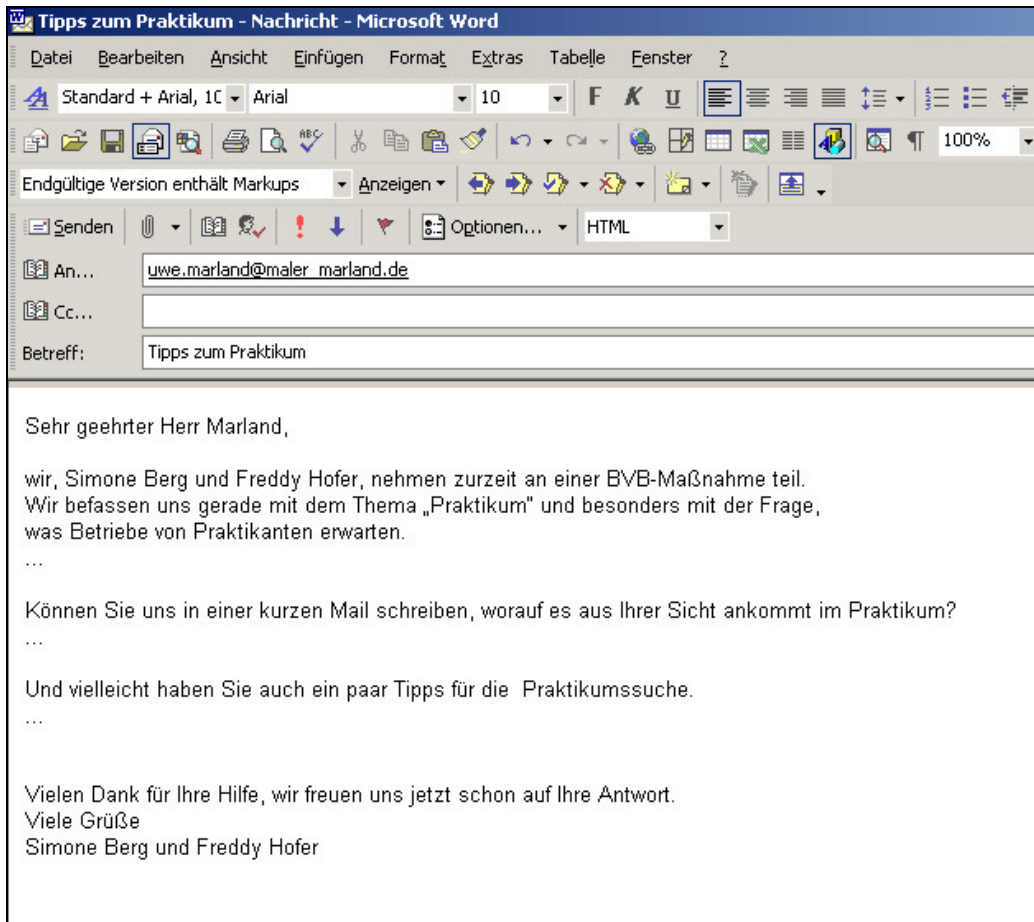 Tipps zum Praktikum - Nachricht - Microsoft Word
Datei Bearbeiten Ansicht Einfügen Format Extras Tabelle Fenster ?
Standard + Arial, 10 Arial 10 F K U
ABC 100%
Endgültige Version enthält Markups Anzeigen
Senden Optionen... HTML
An... uwe.marland@maler_marland.de
Cc...
Betreff: Tipps zum Praktikum
Sehr geehrter Herr Marland,
wir, Simone Berg und Freddy Hofer, nehmen zurzeit an einer BVB-Maßnahme teil.
Wir befassen uns gerade mit dem Thema „Praktikum" und besonders mit der Frage,
was Betriebe von Praktikanten erwarten.
...
Können Sie uns in einer kurzen Mail schreiben, worauf es aus Ihrer Sicht ankommt im Praktikum?
...
Und vielleicht haben Sie auch ein paar Tipps für die Praktikumssuche.
...
Vielen Dank für Ihre Hilfe, wir freuen uns jetzt schon auf Ihre Antwort.
Viele Grüße
Simone Berg und Freddy Hofer